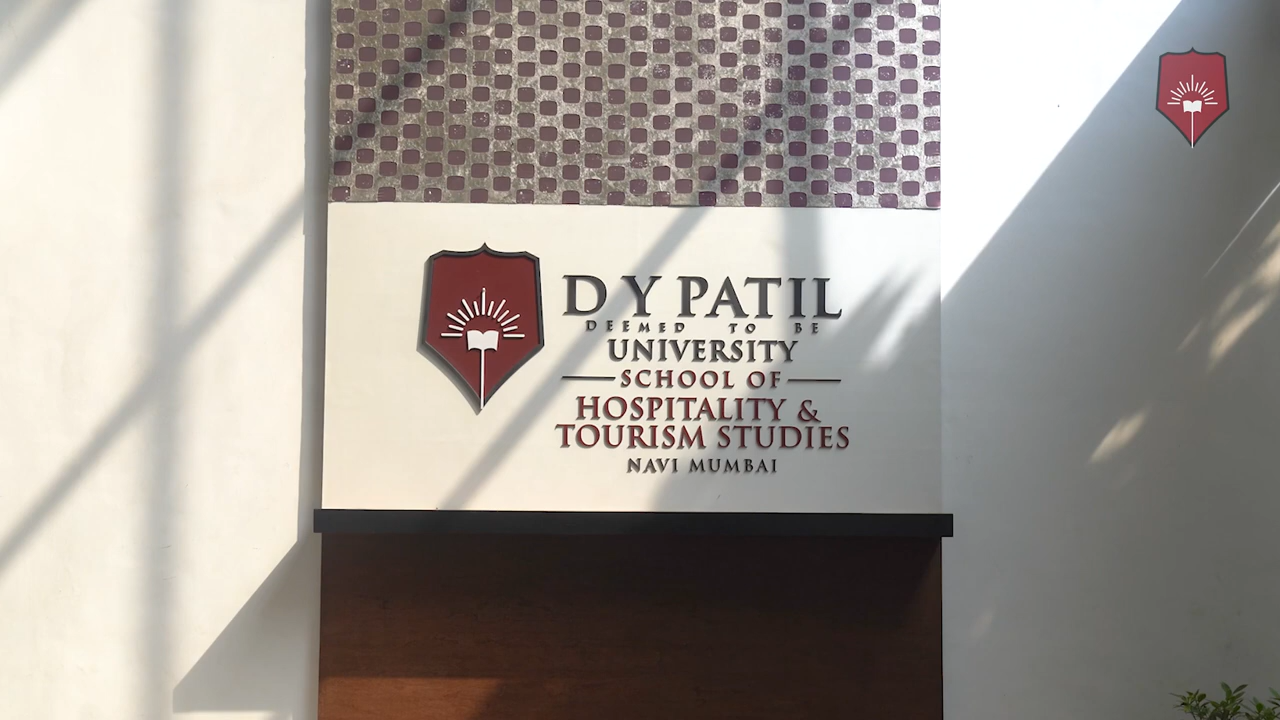 D Y PATIL
DEEMED TO BE
UNIVERSITY
SCHOOL OF
HOSPITALITY &
TOURISM STUDIES
NAVI MUMBAI